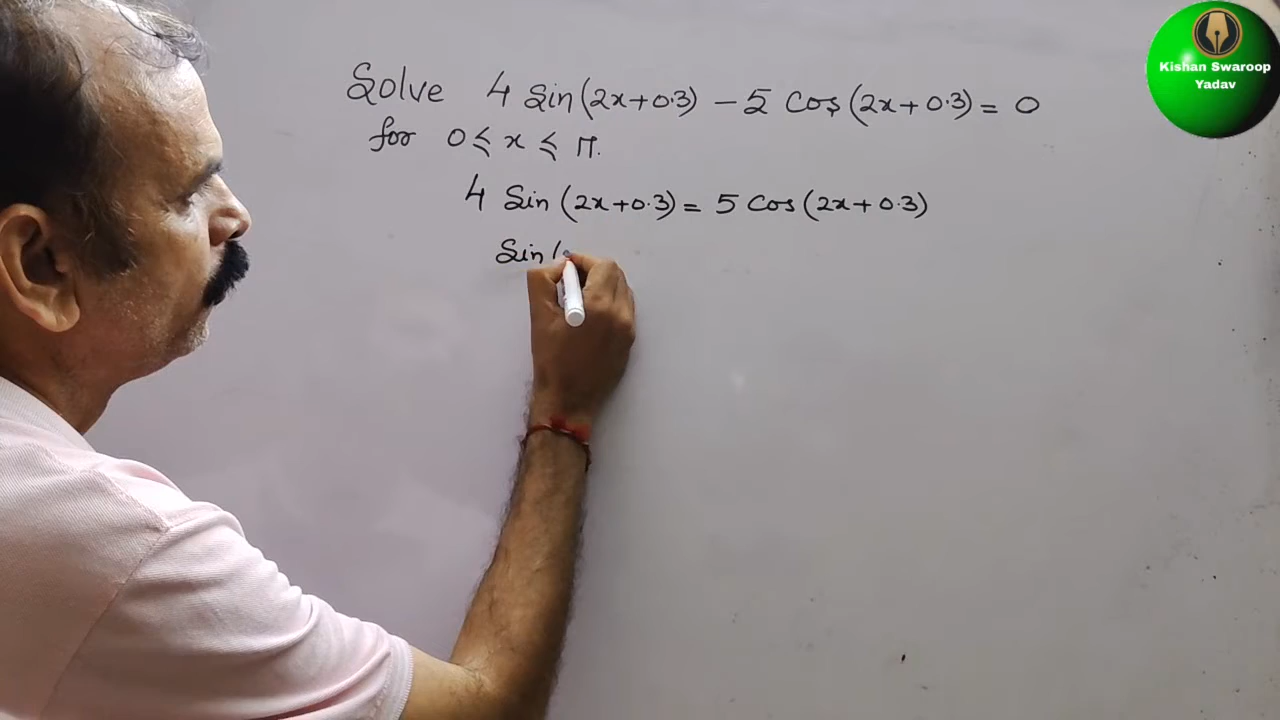 Solve 4 Sin(2x+0.3) - 5 Cos(2x+0.3) = 0
for 0 ⩽ x ⩽ π.
4 Sin(2x+0.3) = 5 Cos(2x+0.3)
Sin(
Kishan Swaroop
Yadav